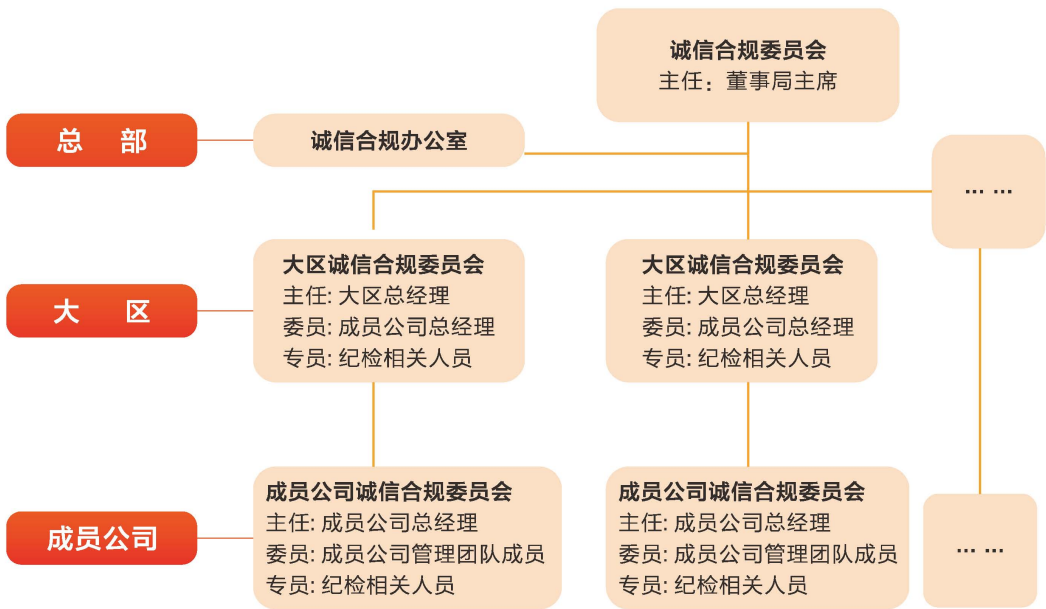 诚信合规委员会
主任：董事局主席
总 部
诚信合规办公室
... ...
大 区
大区诚信合规委员会
主任: 大区总经理
委员: 成员公司总经理
专员: 纪检相关人员
大区诚信合规委员会
主任: 大区总经理
委员: 成员公司总经理
专员: 纪检相关人员
成员公司
成员公司诚信合规委员会
主任: 成员公司总经理
委员: 成员公司管理团队成员
专员: 纪检相关人员
成员公司诚信合规委员会
主任: 成员公司总经理
委员: 成员公司管理团队成员
专员: 纪检相关人员
... ...